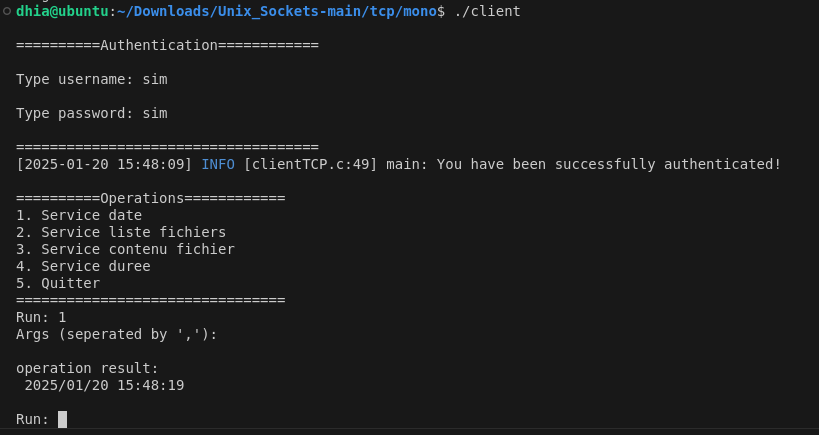 dhia@ubuntu:~/Downloads/Unix_Sockets-main/tcp/mono$ ./client
==========Authentication============
Type username: sim
Type password: sim
====================================
[2025-01-20 15:48:09] INFO [clientTCP.c:49] main: You have been successfully authenticated!
==========Operations============
1. Service date
2. Service liste fichiers
3. Service contenu fichier
4. Service duree
5. Quitter
================================
Run: 1
Args (seperated by ','):
operation result:
2025/01/20 15:48:19
Run: